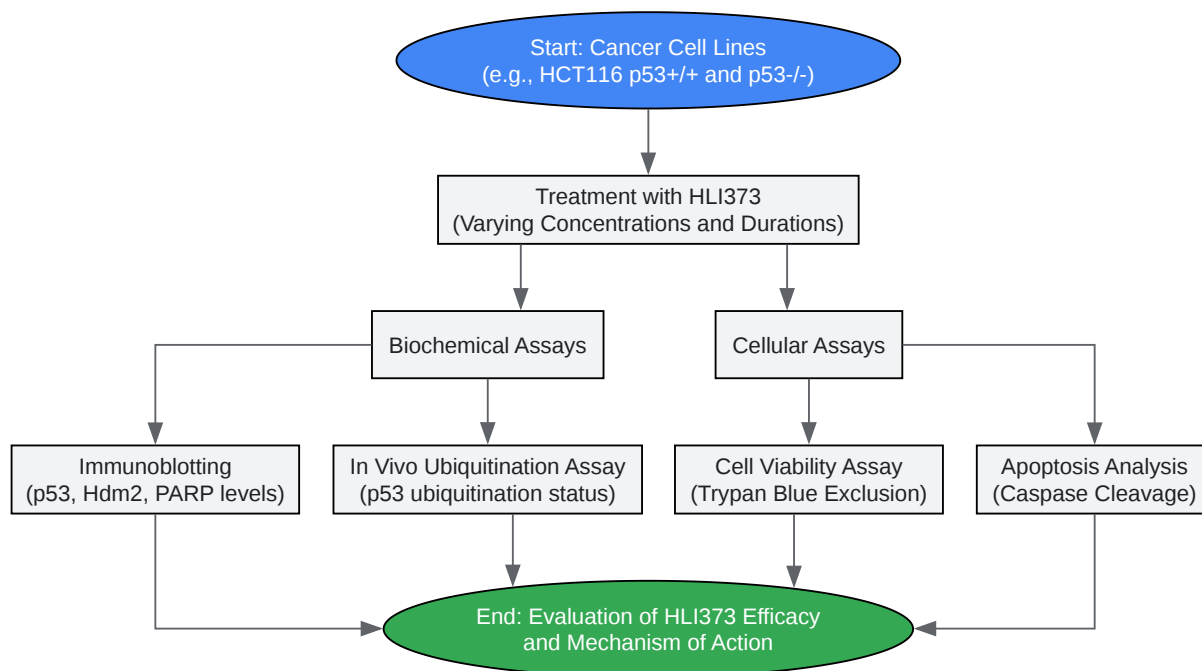 Start: Cancer Cell Lines
(e.g., HCT116 p53+/+ and p53-/-)
Treatment with HLI373
(Varying Concentrations and Durations)
Biochemical Assays
Cellular Assays
Immunoblotting
(p53, Hdm2, PARP levels)
In Vivo Ubiquitination Assay
(p53 ubiquitination status)
Cell Viability Assay
(Trypan Blue Exclusion)
Apoptosis Analysis
(Caspase Cleavage)
End: Evaluation of HLI373 Efficacy
and Mechanism of Action